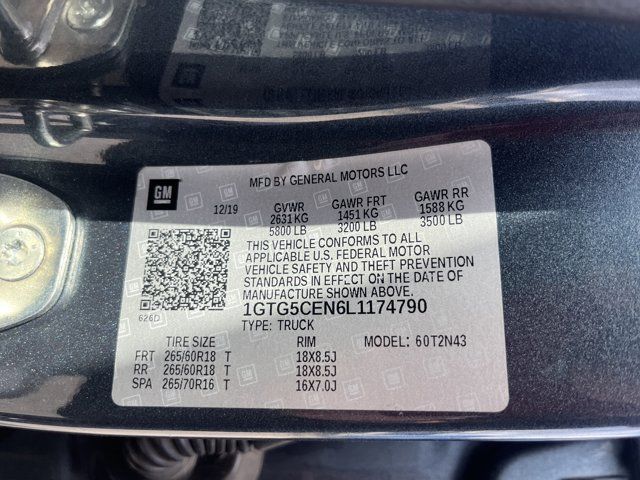 GM
MFD BY GENERAL MOTORS LLC
12/19
GVWR GAWR FRT GAWR RR
2631 KG 1451 KG 1588 KG
5800 LB 3200 LB 3500 LB
THIS VEHICLE CONFORMS TO ALL
APPLICABLE U.S. FEDERAL MOTOR
VEHICLE SAFETY AND THEFT PREVENTION
STANDARDS IN EFFECT ON THE DATE OF
MANUFACTURE SHOWN ABOVE.
626D
1GTG5CEN6L1174790
TYPE: TRUCK
TIRE SIZE RIM MODEL: 60T2N43
FRT 265/60R18 T 18X8.5J
RR 265/60R18 T 18X8.5J
SPA 265/70R16 T 16X7.0J